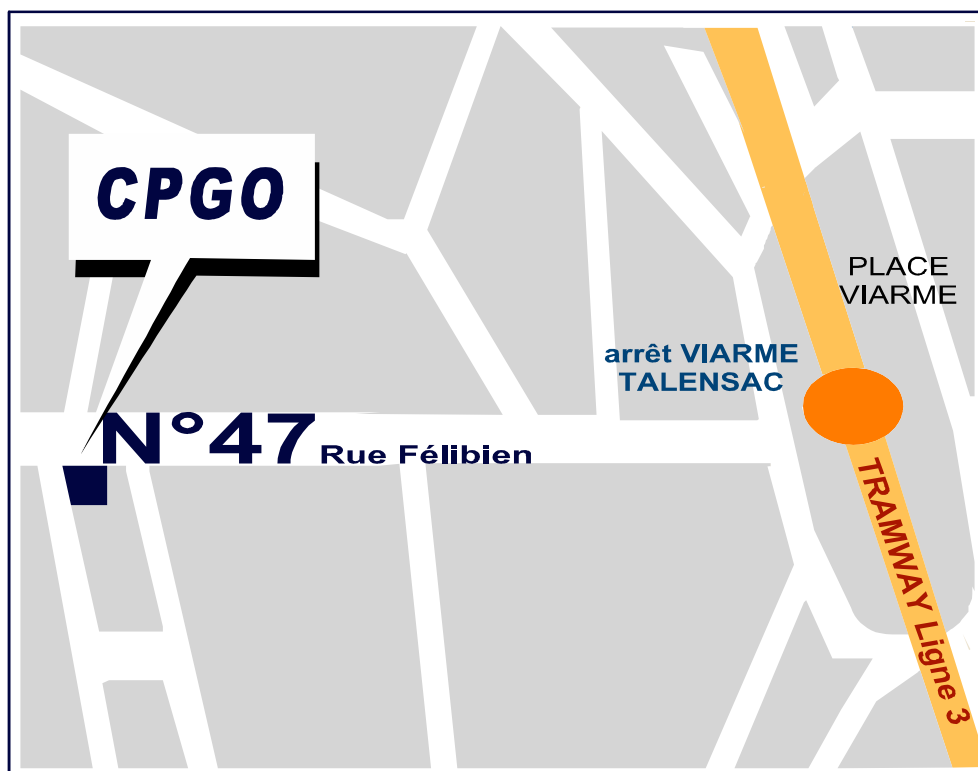 CPGO
PLACE
VIARME
arrêt VIARME
TALENSAC
N°47 Rue Félibien
TRAMWAY Ligne 3